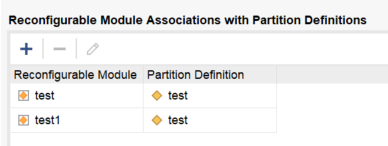 Reconfigurable Module Associations with Partition Definitions
Reconfigurable Module Partition Definition
test test
test1 test